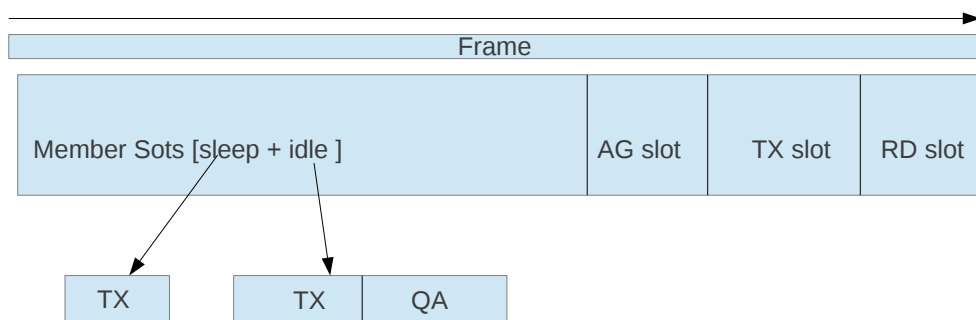 Frame
Member Sots [sleep + idle ] AG slot TX slot RD slot
TX TX QA